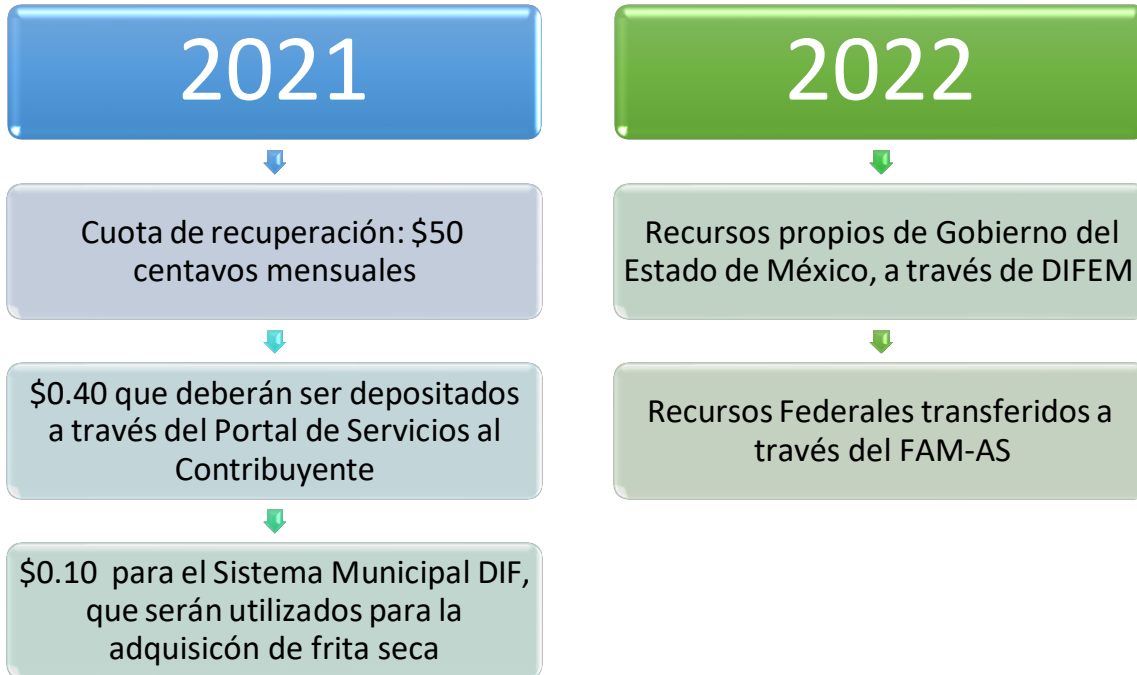 2021
Cuota de recuperación: $50
centavos mensuales
$0.40 que deberán ser depositados
a través del Portal de Servicios al
Contribuyente
$0.10 para el Sistema Municipal DIF,
que serán utilizados para la
adquisicón de frita seca
2022
Recursos propios de Gobierno del
Estado de México, a través de DIFEM
Recursos Federales transferidos a
través del FAM-AS